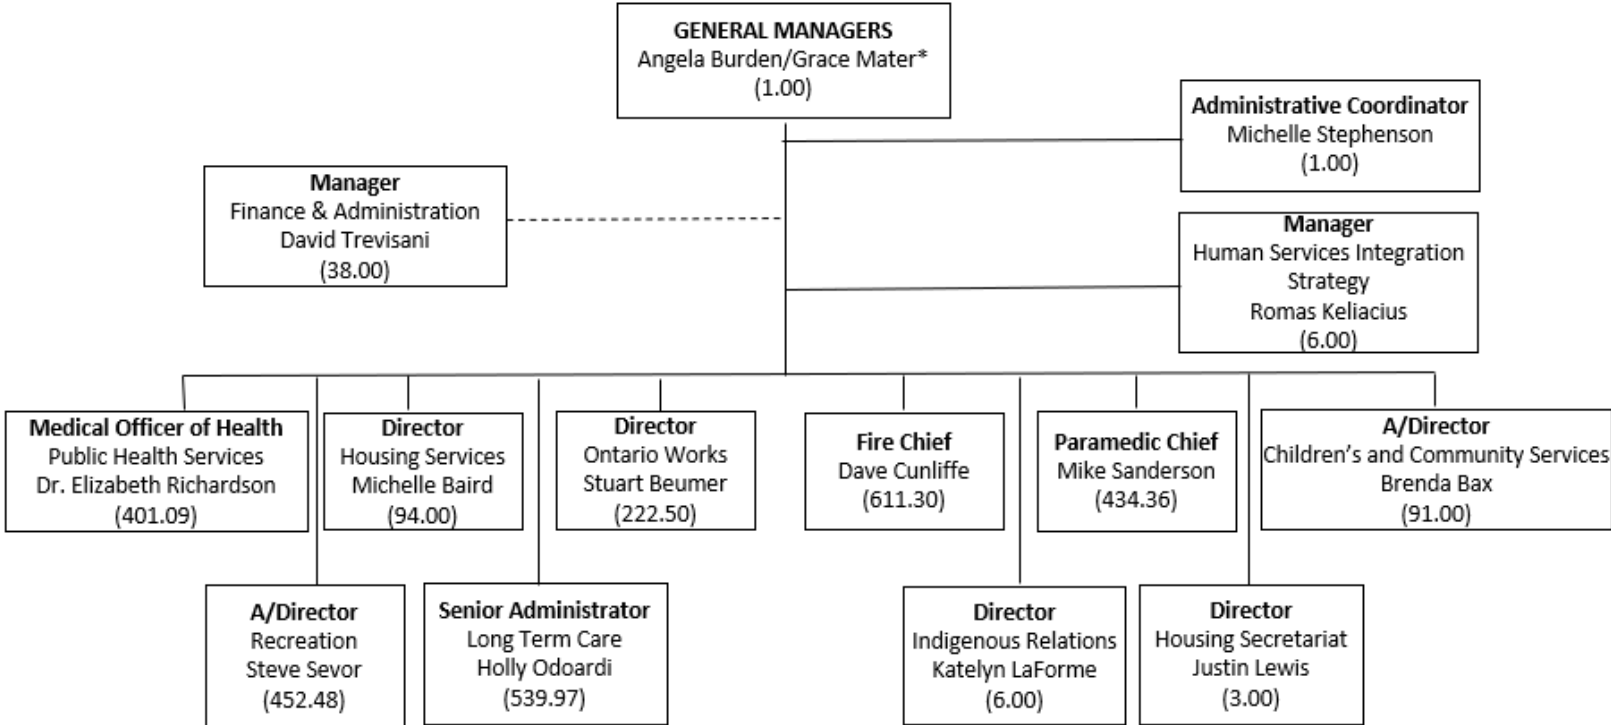 GENERAL MANAGERS
Angela Burden/Grace Mater*
(1.00)
Administrative Coordinator
Michelle Stephenson
(1.00)
Manager
Finance & Administration
David Trevisani
(38.00)
Manager
Human Services Integration
Strategy
Romas Keliacius
(6.00)
Medical Officer of Health
Public Health Services
Dr. Elizabeth Richardson
(401.09)
Director
Housing Services
Michelle Baird
(94.00)
Director
Ontario Works
Stuart Beumer
(222.50)
Fire Chief
Dave Cunliffe
(611.30)
Paramedic Chief
Mike Sanderson
(434.36)
A/Director
Children's and Community Services
Brenda Bax
(91.00)
A/Director
Recreation
Steve Sevor
(452.48)
Senior Administrator
Long Term Care
Holly Odoardi
(539.97)
Director
Indigenous Relations
Katelyn LaForme
(6.00)
Director
Housing Secretariat
Justin Lewis
(3.00)